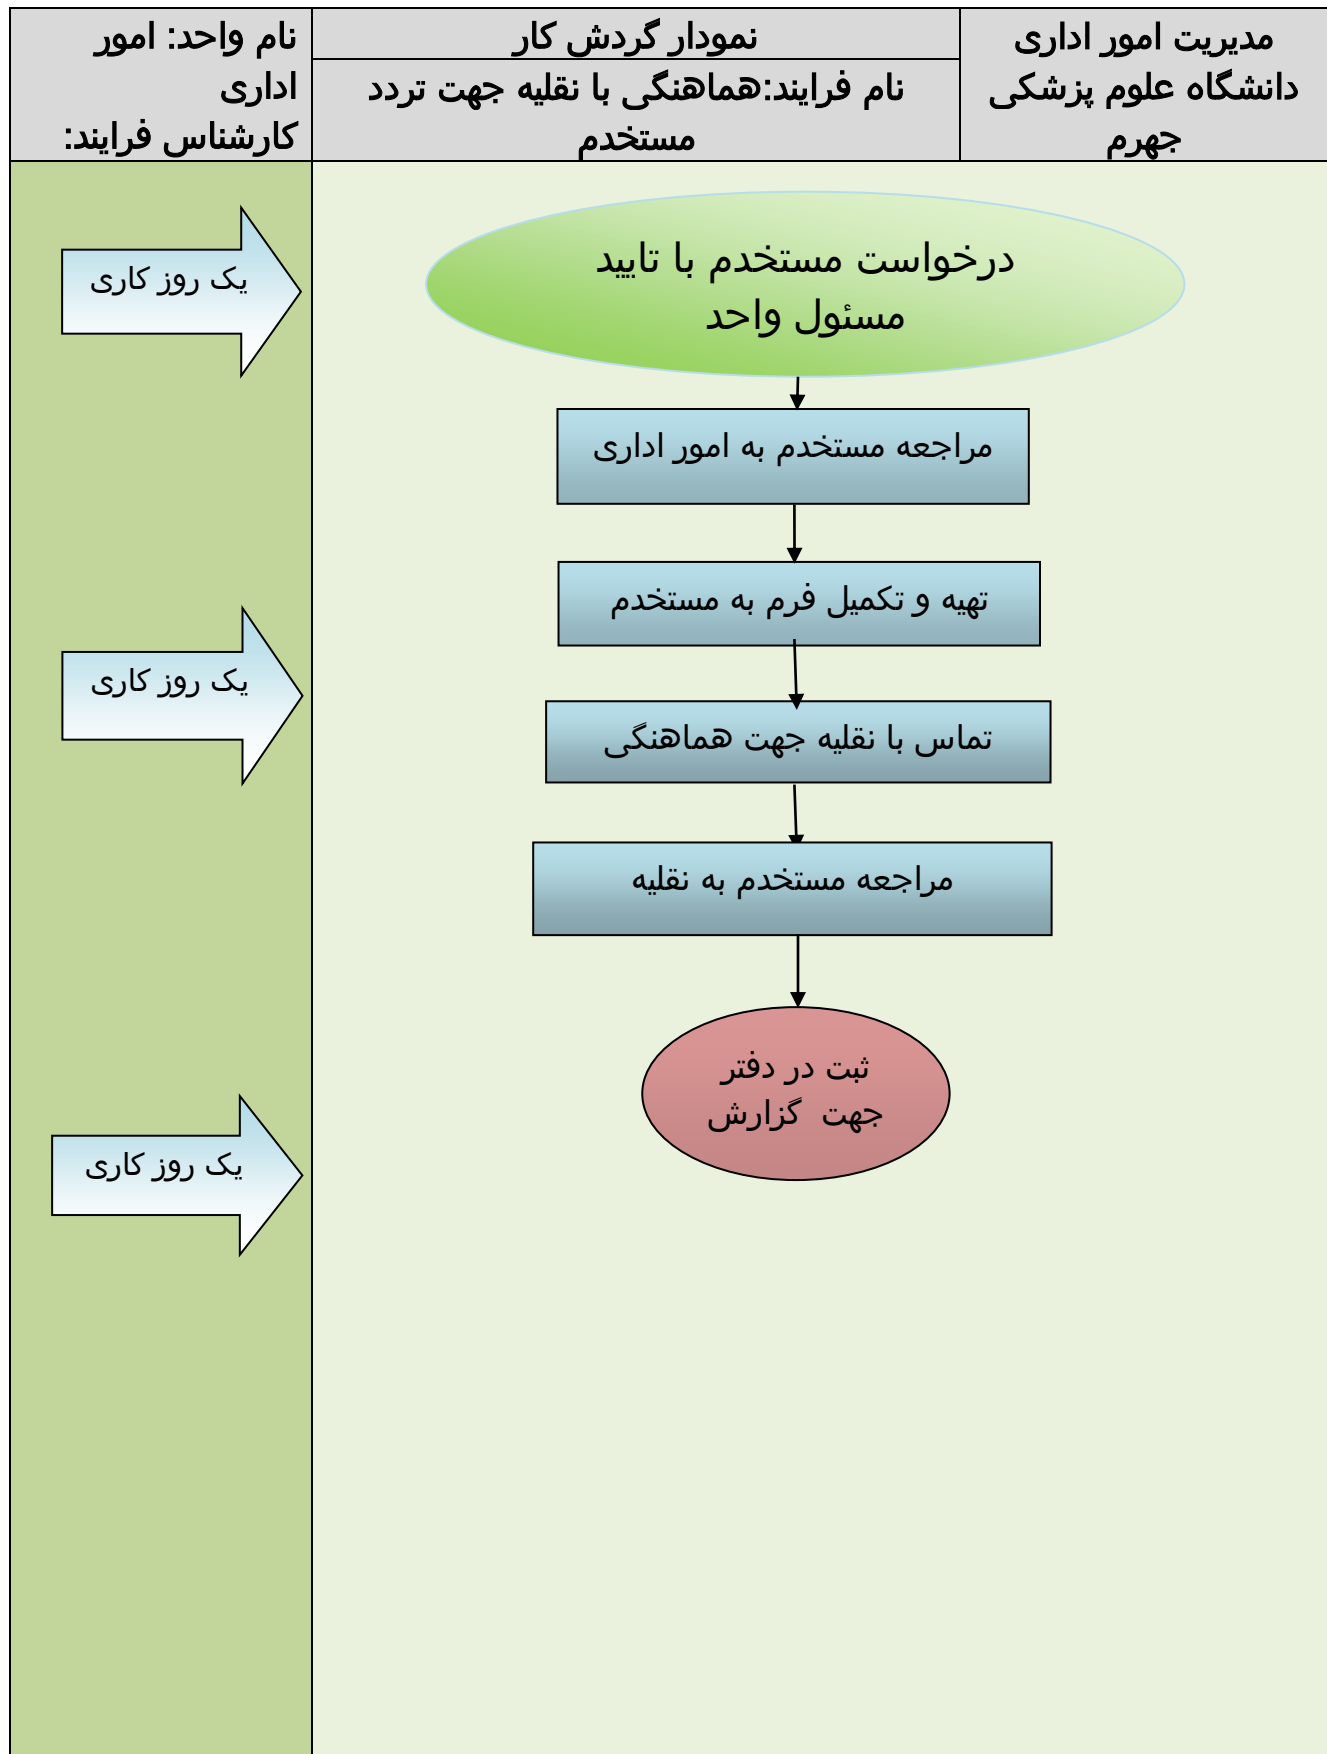 مدیریت امور اداری
دانشگاه علوم پزشکی
جهرم
نمودار گردش کار
نام فرایند:هماهنگی با نقلیه جهت تردد
مستخدم
نام واحد: امور
اداری
کارشناس فرایند:
درخواست مستخدم با تایید
مسئول واحد
یک روز کاری
مراجعه مستخدم به امور اداری
تهیه و تکمیل فرم به مستخدم
یک روز کاری
تماس با نقلیه جهت هماهنگی
مراجعه مستخدم به نقلیه
ثبت در دفتر
جهت گزارش
یک روز کاری